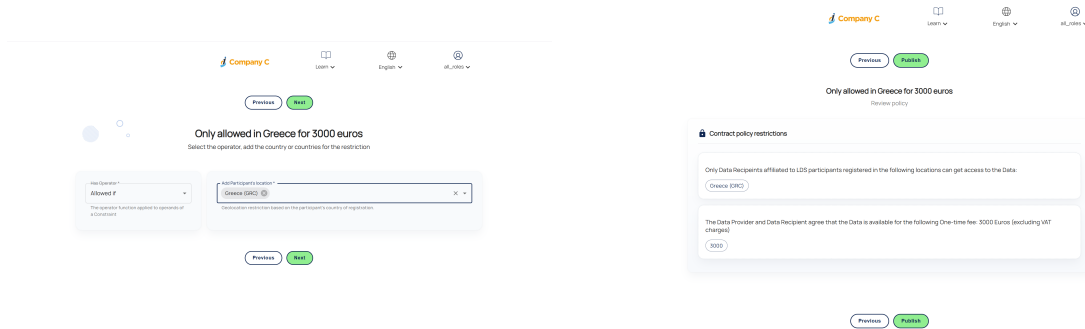 Company C
Learn
English
all_roles
Previous
Next
Only allowed in Greece for 3000 euros
Select the operator, add the country or countries for the restriction
Has Operator *
Allowed if
The operator function applied to operands of
a Constraint
Add Participant's location *
Greece (GRC)
Geolocation restriction based on the participant's country of registration.
Previous
Next
Company C
Learn
English
all_roles
Previous
Publish
Only allowed in Greece for 3000 euros
Review policy
Contract policy restrictions
Only Data Recipeints affiliated to LDS participants registered in the following locations can get access to the Data:
Greece (GRC)
The Data Provider and Data Recipient agree that the Data is available for the following One-time fee: 3000 Euros (excluding VAT
charges)
3000
Previous
Publish